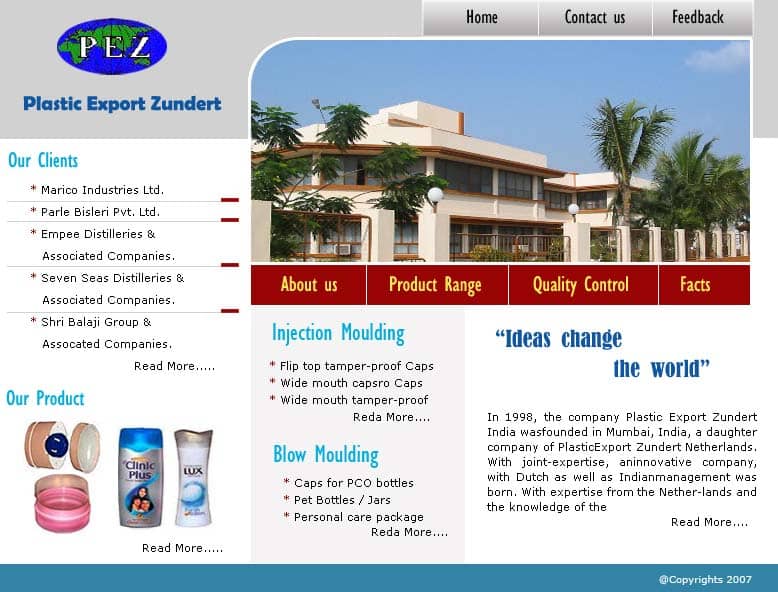 Home
Contact us
Feedback
PEZ
Plastic Export Zundert
Our Clients
* Marico Industries Ltd.
* Parle Bisleri Pvt. Ltd.
* Empee Distilleries &
Associated Companies.
* Seven Seas Distilleries &
Associated Companies.
* Shri Balaji Group &
Assocated Companies.
Read More.....
Our Product
Clinic
Plus
LUX
Read More.....
About us
Product Range
Quality Control
Facts
Injection Moulding
* Flip top tamper-proof Caps
* Wide mouth capsro Caps
* Wide mouth tamper-proof
Reda More....
Blow Moulding
* Caps for PCO bottles
* Pet Bottles / Jars
* Personal care package
Reda More....
“Ideas change
the world”
In 1998, the company Plastic Export Zundert
India wasfounded in Mumbai, India, a daughter
company of PlasticExport Zundert Netherlands.
With joint-expertise, aninnovative company,
with Dutch as well as Indianmanagement was
born. With expertise from the Nether-lands and
the knowledge of the
Read More....
@Copyrights 2007